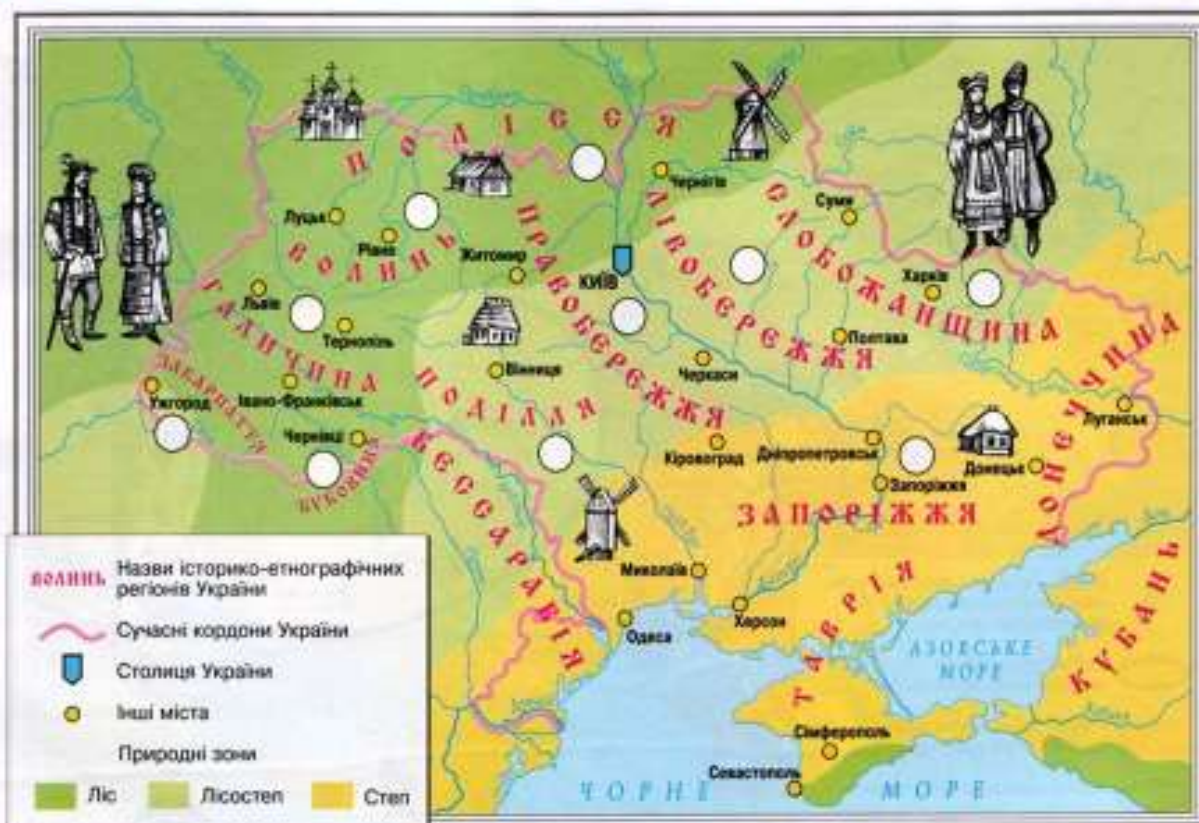 ПОЛІССЯ
Чернігів
Суми
Луцьк
Рівне
ВОЛИНЬ
Житомир
КИЇВ
ПРАВОБЕРЕЖЖЯ
ЛІВОБЕРЕЖЖЯ
СЛОБОЖАНЩИНА
Харків
Львів
ГАЛИЧИНА
Тернопіль
Полтава
Вінниця
Черкаси
ПОДІЛЛЯ
ЗАКАРПАТТЯ
Ужгород
Івано-Франківськ
Чернівці
БУКОВИНА
БЕССАРАБІЯ
Кіровоград
Дніпропетровськ
Запоріжжя
Донецьк
Луганськ
ДОНЕЧЧИНА
ЗАПОРІЖЖЯ
Миколаїв
Херсон
Одеса
ТАВРІЯ
АЗОВСЬКЕ
МОРЕ
КУБАНЬ
Сімферополь
Севастополь
ЧОРНЕ МОРЕ
ВОЛИНЬ Назви історико-етнографічних
регіонів України
Сучасні кордони України
Столиця України
Інші міста
Природні зони
Ліс Лісостеп Степ